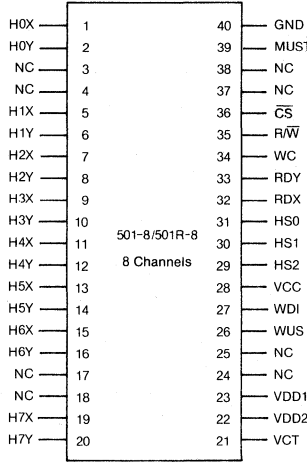 H0X 1 40 GND
H0Y 2 39 MUST
NC 3 38 NC
NC 4 37 NC
H1X 5 36 C̅S̅
H1Y 6 35 R/W̅
H2X 7 34 WC
H2Y 8 33 RDY
H3X 9 32 RDX
H3Y 10 31 HS0
501-8/501R-8
H4X 11 30 HS1
8 Channels
H4Y 12 29 HS2
H5X 13 28 VCC
H5Y 14 27 WDI
H6X 15 26 WUS
H6Y 16 25 NC
NC 17 24 NC
NC 18 23 VDD1
H7X 19 22 VDD2
H7Y 20 21 VCT